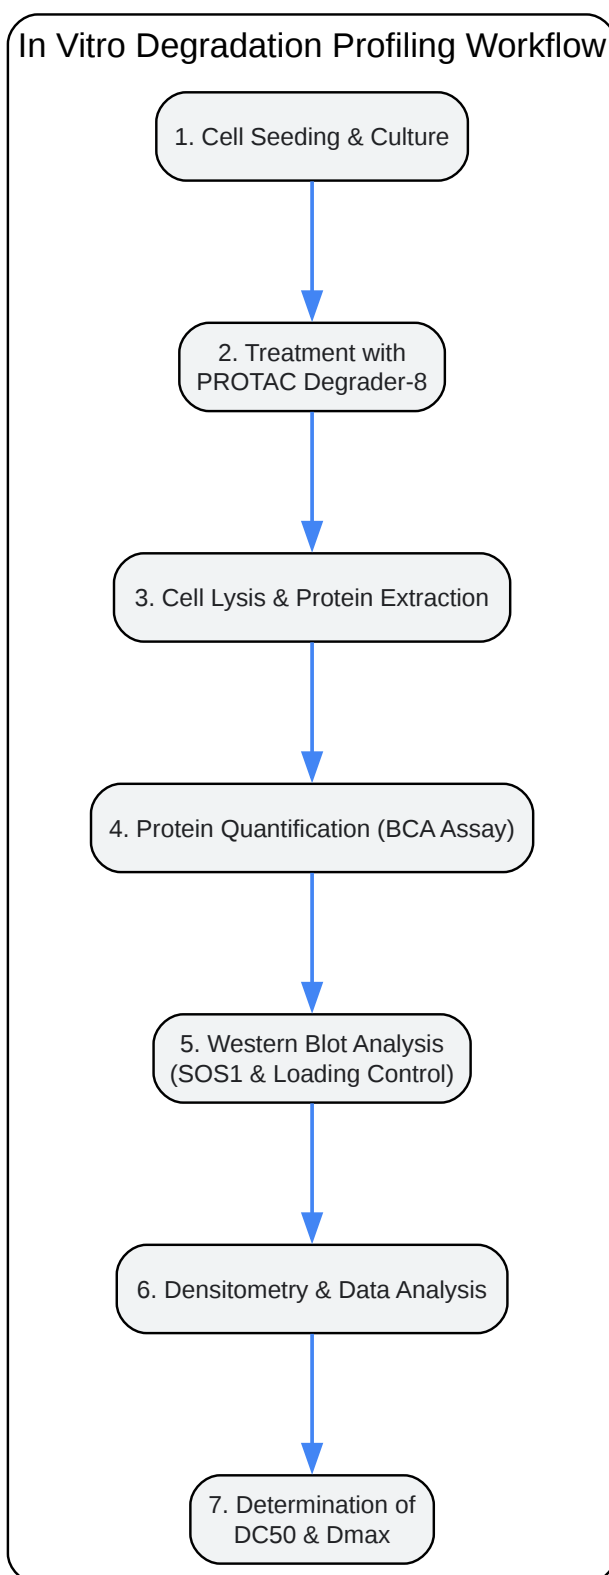 In Vitro Degradation Profiling Workflow
1. Cell Seeding & Culture
2. Treatment with
PROTAC Degrader-8
3. Cell Lysis & Protein Extraction
4. Protein Quantification (BCA Assay)
5. Western Blot Analysis
(SOS1 & Loading Control)
6. Densitometry & Data Analysis
7. Determination of
DC50 & Dmax